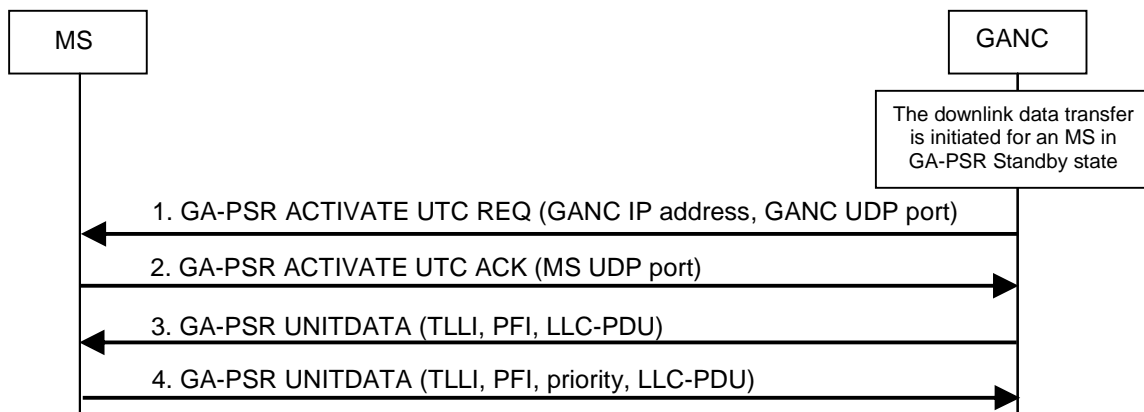 MS
GANC
The downlink data transfer
is initiated for an MS in
GA-PSR Standby state
1. GA-PSR ACTIVATE UTC REQ (GANC IP address, GANC UDP port)
2. GA-PSR ACTIVATE UTC ACK (MS UDP port)
3. GA-PSR UNITDATA (TLLI, PFI, LLC-PDU)
4. GA-PSR UNITDATA (TLLI, PFI, priority, LLC-PDU)